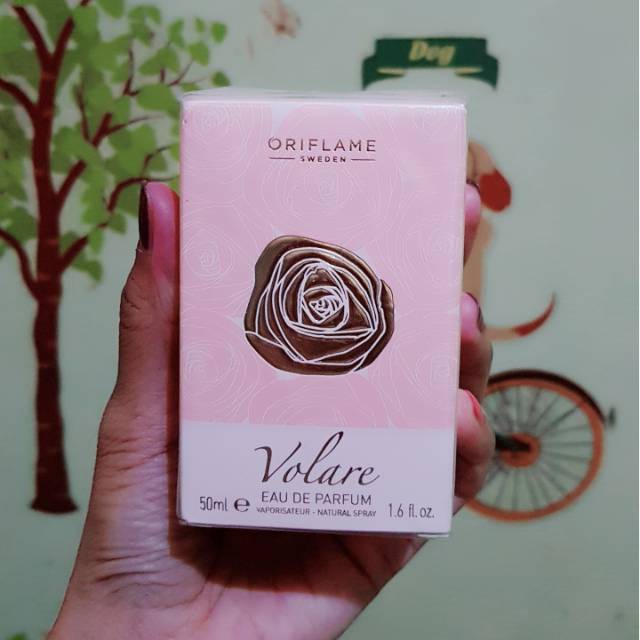 Dog
ORIFLAME
SWEDEN
Volare
50ml e EAU DE PARFUM 1.6 fl. oz.
VAPORISATEUR - NATURAL SPRAY